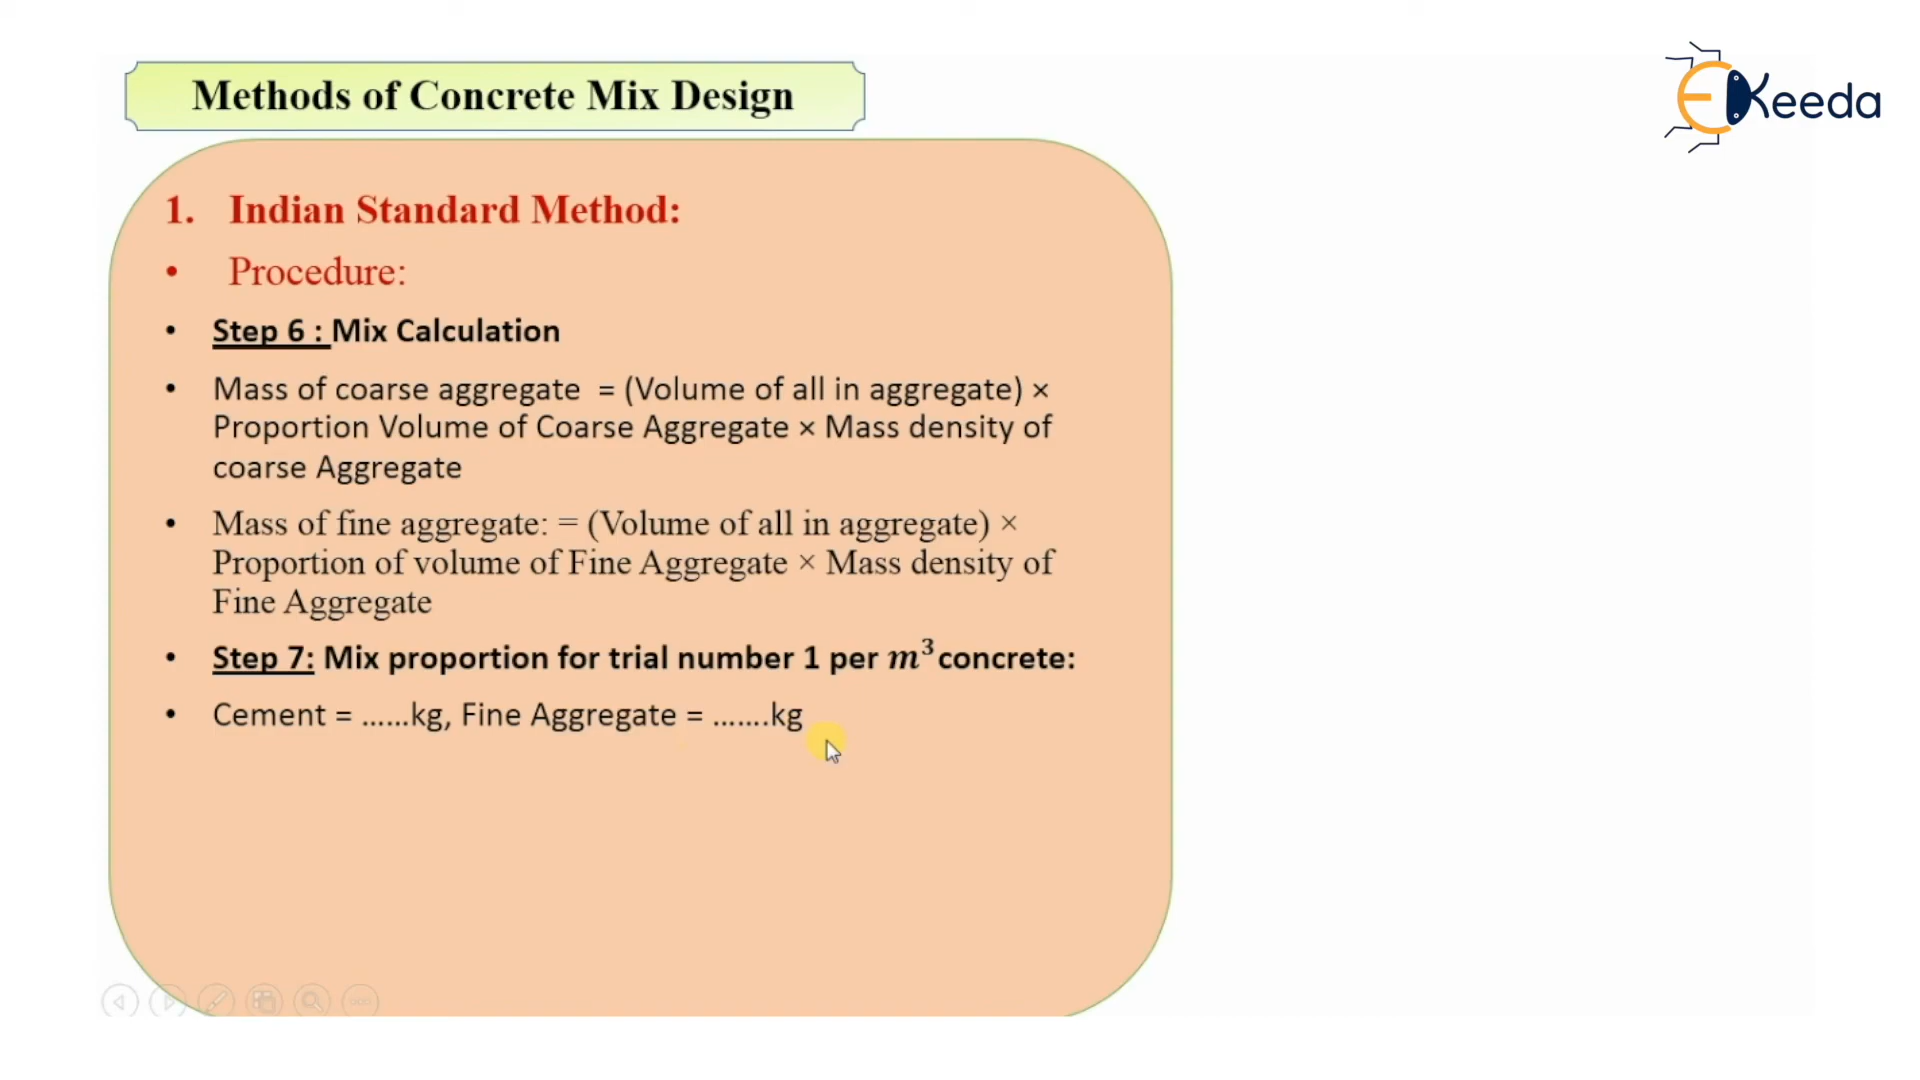 Methods of Concrete Mix Design
EKeeda
1. Indian Standard Method:
• Procedure:
• Step 6 : Mix Calculation
• Mass of coarse aggregate = (Volume of all in aggregate) ×
Proportion Volume of Coarse Aggregate × Mass density of
coarse Aggregate
• Mass of fine aggregate: = (Volume of all in aggregate) ×
Proportion of volume of Fine Aggregate × Mass density of
Fine Aggregate
• Step 7: Mix proportion for trial number 1 per m³ concrete:
• Cement = ......kg, Fine Aggregate = .......kg